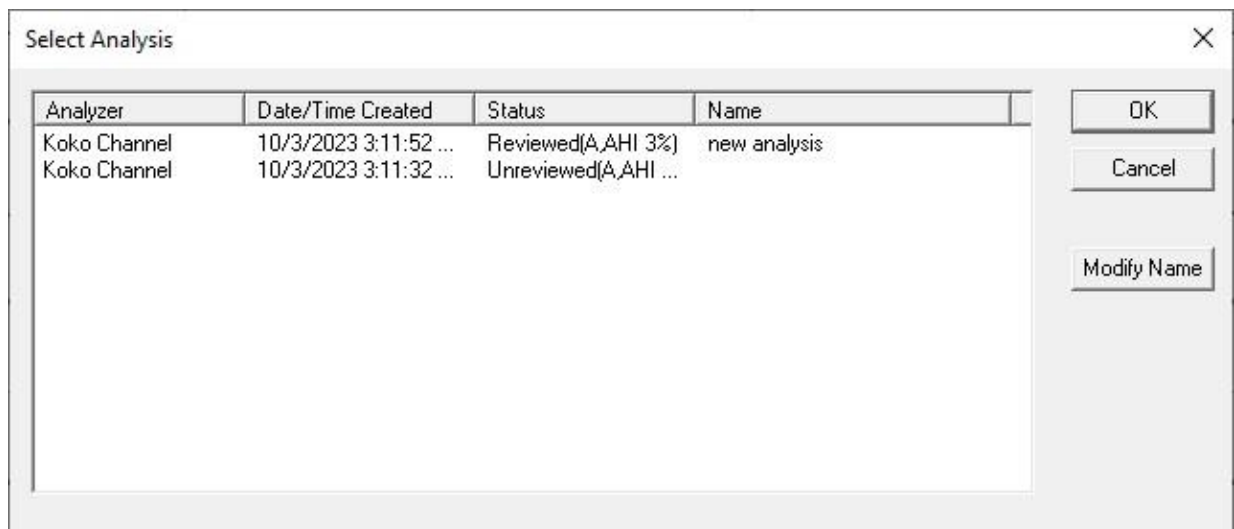 Select Analysis
Analyzer Date/Time Created Status Name
Koko Channel 10/3/2023 3:11:52 ... Reviewed(A,AHI 3%) new analysis
Koko Channel 10/3/2023 3:11:32 ... Unreviewed(A,AHI ...
OK
Cancel
Modify Name